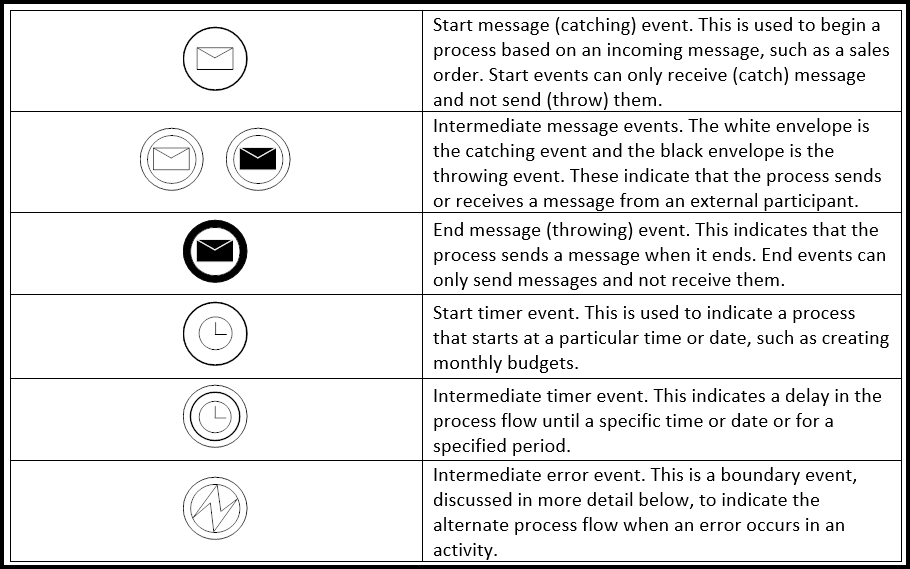 Start message (catching) event. This is used to begin a
process based on an incoming message, such as a sales
order. Start events can only receive (catch) message
and not send (throw) them.
Intermediate message events. The white envelope is
the catching event and the black envelope is the
throwing event. These indicate that the process sends
or receives a message from an external participant.
End message (throwing) event. This indicates that the
process sends a message when it ends. End events can
only send messages and not receive them.
Start timer event. This is used to indicate a process
that starts at a particular time or date, such as creating
monthly budgets.
Intermediate timer event. This indicates a delay in the
process flow until a specific time or date or for a
specified period.
Intermediate error event. This is a boundary event,
discussed in more detail below, to indicate the
alternate process flow when an error occurs in an
activity.